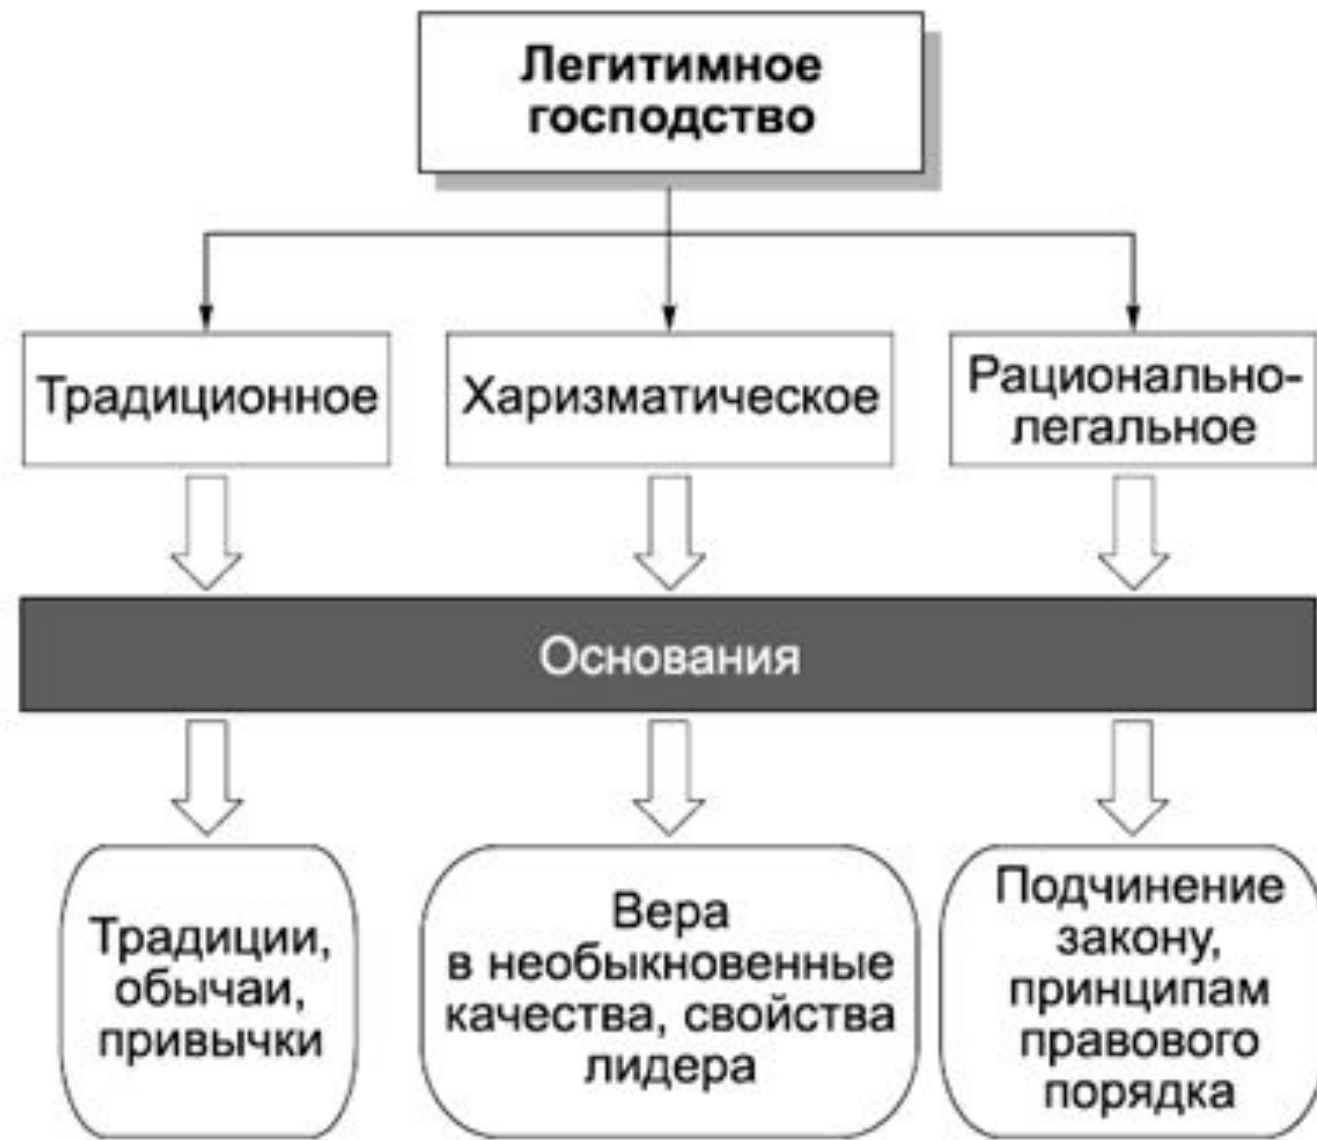 Легитимное
господство
Традиционное
Харизматическое
Рационально-
легальное
Основания
Традиции,
обычаи,
привычки
Вера
в необыкновенные
качества, свойства
лидера
Подчинение
закону,
принципам
правового
порядка